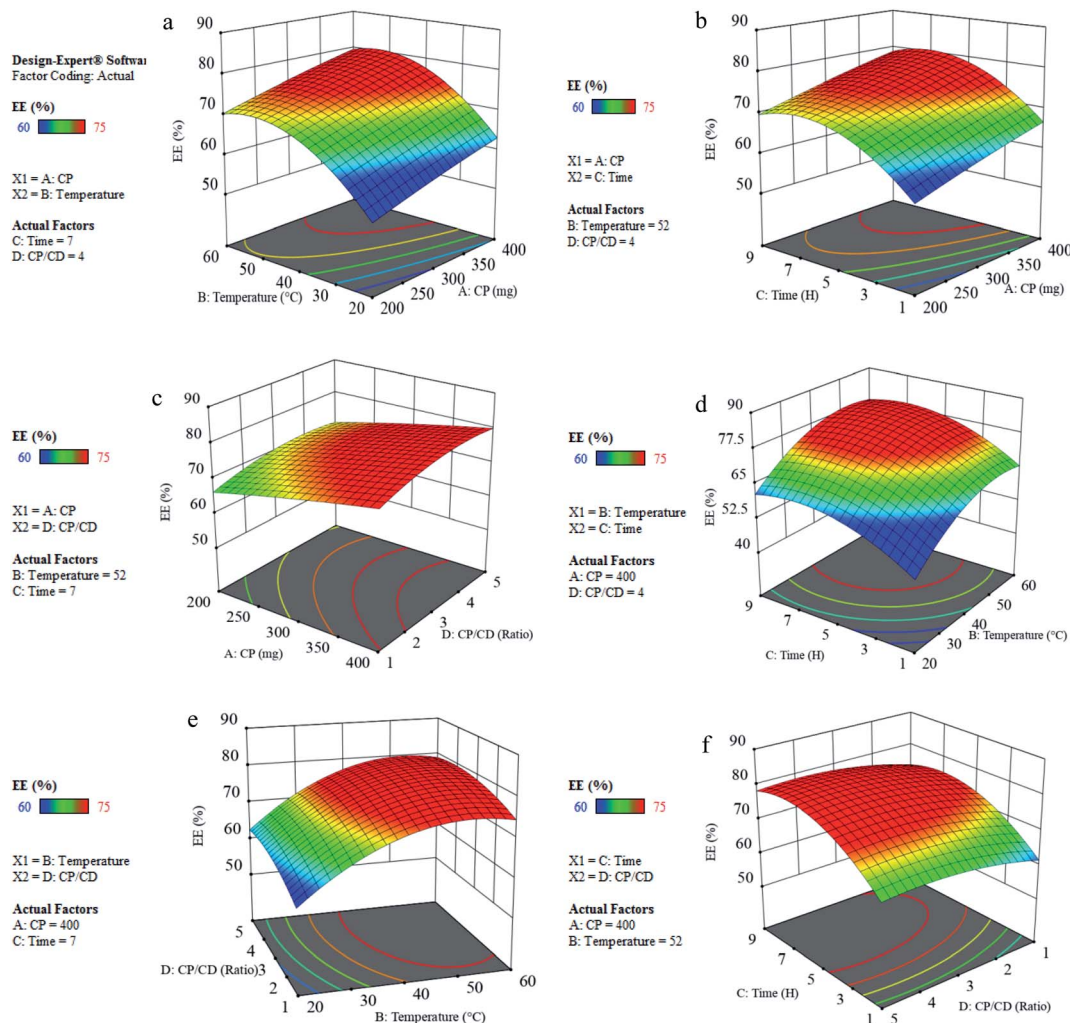 a
Design-Expert® Softwar
Factor Coding: Actual
EE (%)
60 75
X1 = A: CP
X2 = B: Temperature
Actual Factors
C: Time = 7
D: CP/CD = 4
EE (%)
90
80
70
60
50
60
50
40
30
20
B: Temperature (°C)
200
250
300
350
400
A: CP (mg)
b
EE (%)
60 75
X1 = A: CP
X2 = C: Time
Actual Factors
B: Temperature = 52
D: CP/CD = 4
EE (%)
90
80
70
60
50
9
7
5
3
1
C: Time (H)
200
250
300
350
400
A: CP (mg)
c
EE (%)
60 75
X1 = A: CP
X2 = D: CP/CD
Actual Factors
B: Temperature = 52
C: Time = 7
EE (%)
90
80
70
60
50
200
250
300
350
400
A: CP (mg)
1
2
3
4
5
D: CP/CD (Ratio)
d
EE (%)
60 75
X1 = B: Temperature
X2 = C: Time
Actual Factors
A: CP = 400
D: CP/CD = 4
EE (%)
90
77.5
65
52.5
40
9
7
5
3
1
C: Time (H)
20
30
40
50
60
B: Temperature (°C)
e
EE (%)
60 75
X1 = B: Temperature
X2 = D: CP/CD
Actual Factors
A: CP = 400
C: Time = 7
EE (%)
90
80
70
60
50
5
4
D: CP/CD (Ratio)3
2
1
20
30
40
50
60
B: Temperature (°C)
f
EE (%)
60 75
X1 = C: Time
X2 = D: CP/CD
Actual Factors
A: CP = 400
B: Temperature = 52
EE (%)
90
80
70
60
50
9
7
5
3
1
C: Time (H)
5
4
3
2
1
D: CP/CD (Ratio)